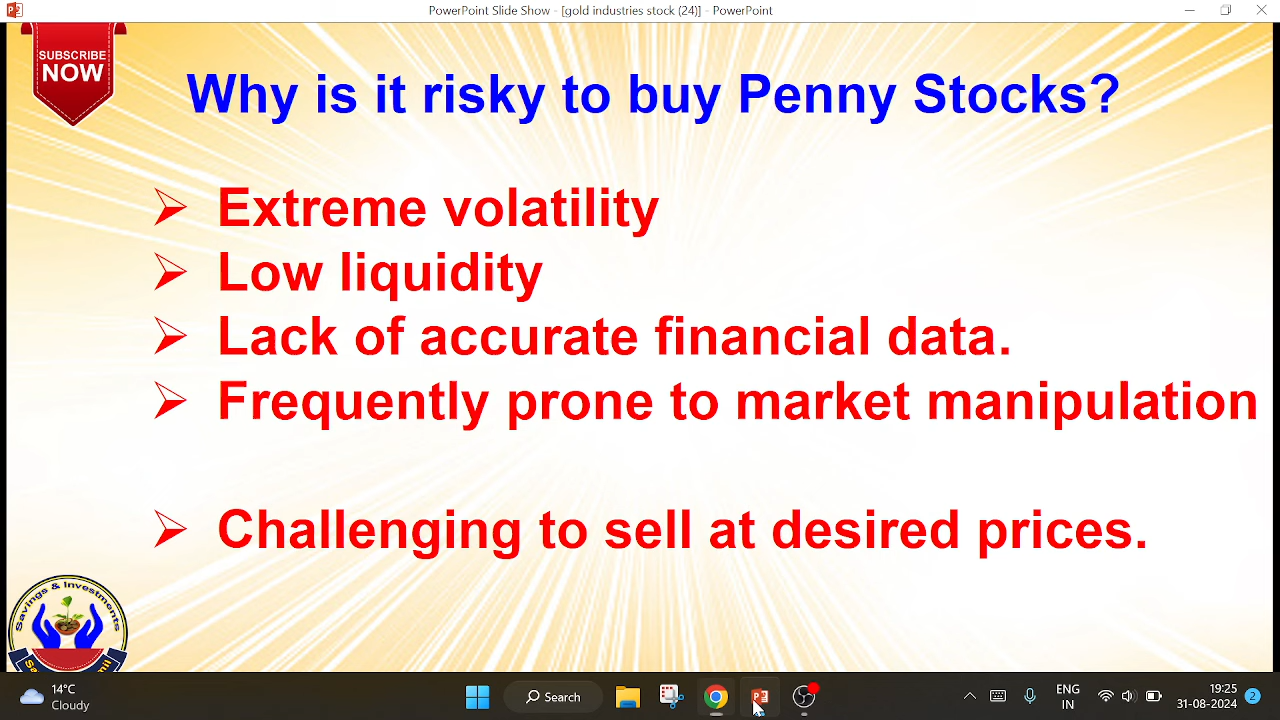 PowerPoint Slide Show - [gold industries stock (24)] - PowerPoint
SUBSCRIBE
NOW
Why is it risky to buy Penny Stocks?
Extreme volatility
Low liquidity
Lack of accurate financial data.
Frequently prone to market manipulation
Challenging to sell at desired prices.
Savings & Investments
14°C
Cloudy
Search
ENG
IN
19:25
31-08-2024
2